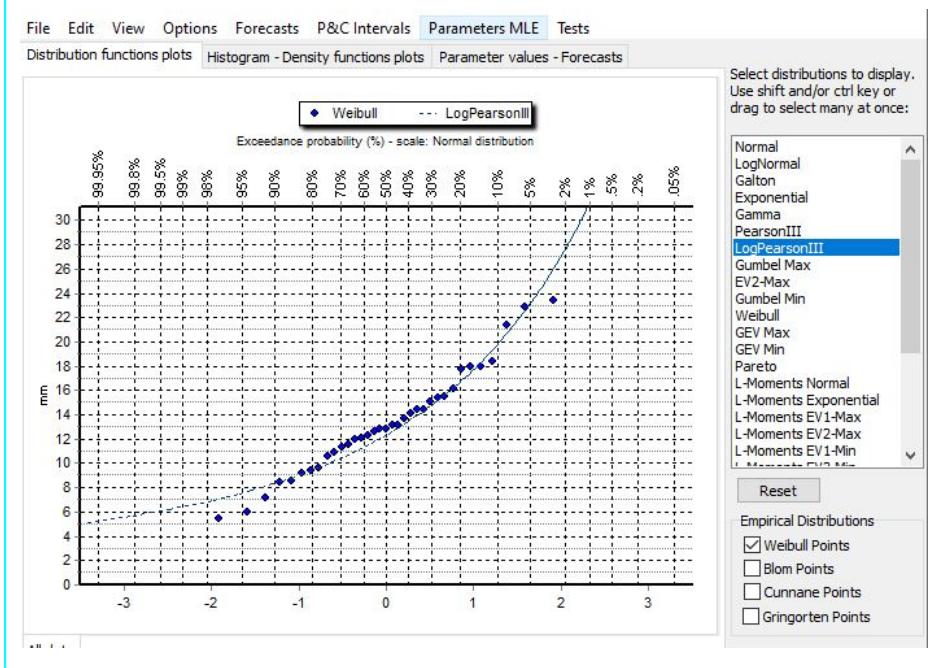 File Edit View Options Forecasts P&C Intervals Parameters MLE Tests
Distribution functions plots Histogram - Density functions plots Parameter values - Forecasts
Select distributions to display.
Use shift and/or ctrl key or
drag to select many at once:
Weibull LogPearsonIII
Exceedance probability (%) - scale: Normal distribution
99.95% 99.8% 99.5% 99% 98% 95% 90% 80% 70% 60% 50% 40% 30% 20% 10% 5% 2% 1% .5% .2% .05%
30
28
26
24
22
20
18
16
14
12
10
8
6
4
2
0
mm
-3 -2 -1 0 1 2 3
Normal
LogNormal
Galton
Exponential
Gamma
PearsonIII
LogPearsonIII
Gumbel Max
EV2-Max
Gumbel Min
Weibull
GEV Max
GEV Min
Pareto
L-Moments Normal
L-Moments Exponential
L-Moments EV1-Max
L-Moments EV2-Max
L-Moments EV1-Min
Reset
Empirical Distributions
Weibull Points
Blom Points
Cunnane Points
Gringorten Points